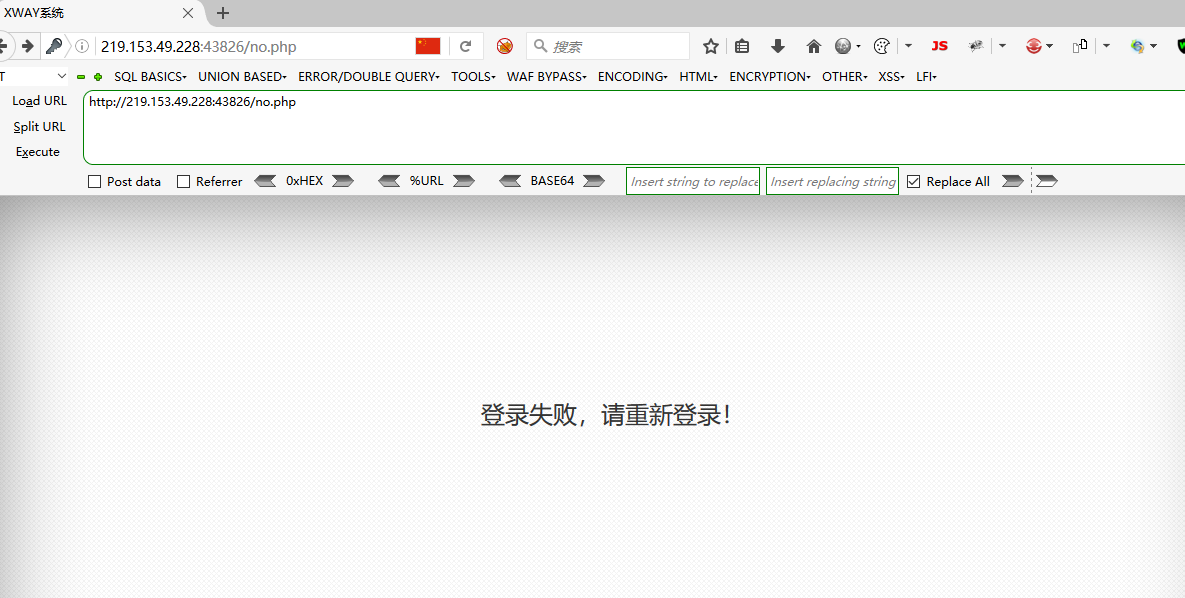 XWAY系统
219.153.49.228:43826/no.php
搜索
JS
SQL BASICS
UNION BASED
ERROR/DOUBLE QUERY
TOOLS
WAF BYPASS
ENCODING
HTML
ENCRYPTION
OTHER
XSS
LFI
Load URL
http://219.153.49.228:43826/no.php
Split URL
Execute
Post data
Referrer
0xHEX
%URL
BASE64
Insert string to replace
Insert replacing string
Replace All
登录失败，请重新登录！